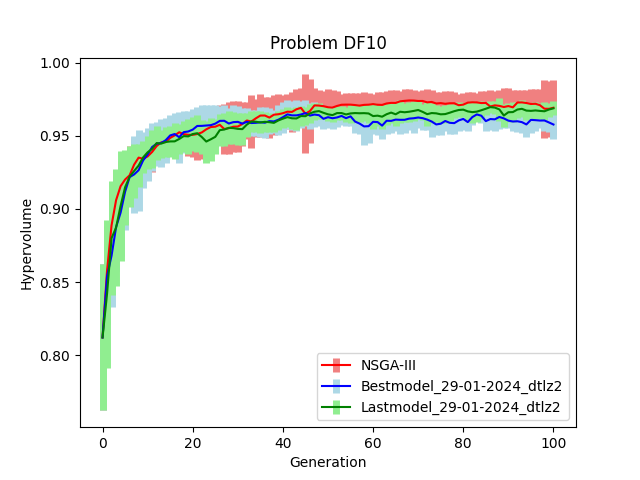 Problem DF10
1.00
0.95
0.90
0.85
0.80
Hypervolume
NSGA-III
Bestmodel_29-01-2024_dtlz2
Lastmodel_29-01-2024_dtlz2
0 20 40 60 80 100
Generation